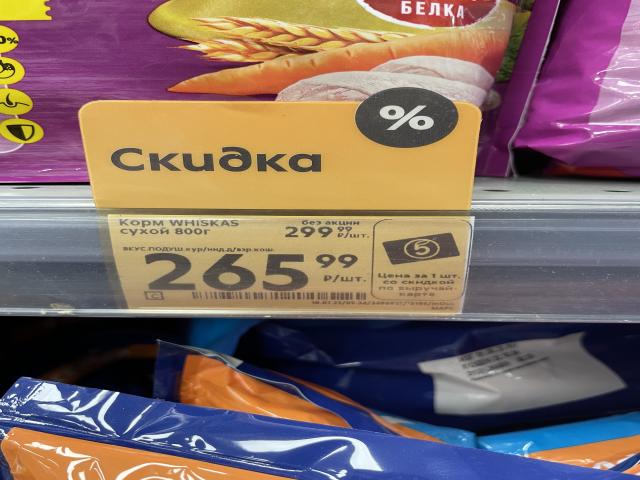 БЕЛКА
%
Скидка
Корм WHISKAS
сухой 800г
без акции
299 99
₽/шт.
ВКУС.ПОДУШ.кур/инд.д/взр.кош.
265 99
₽/шт.
5
Цена за 1 шт.
со скидкой
по выручай-
карте
МАРС